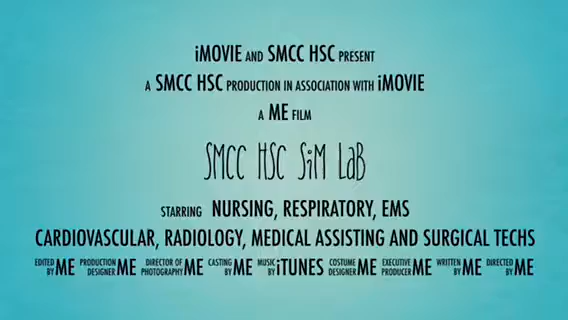 iMOVIE AND SMCC HSC PRESENT
A SMCC HSC PRODUCTION IN ASSOCIATION WITH iMOVIE
A ME FILM
SMCC HSC SiM LaB
STARRING NURSING, RESPIRATORY, EMS
CARDIOVASCULAR, RADIOLOGY, MEDICAL ASSISTING AND SURGICAL TECHS
EDITED BY ME PRODUCTION DESIGNER ME DIRECTOR OF PHOTOGRAPHY ME CASTING BY ME MUSIC BY iTUNES COSTUME DESIGNER ME EXECUTIVE PRODUCER ME WRITTEN BY ME DIRECTED BY ME